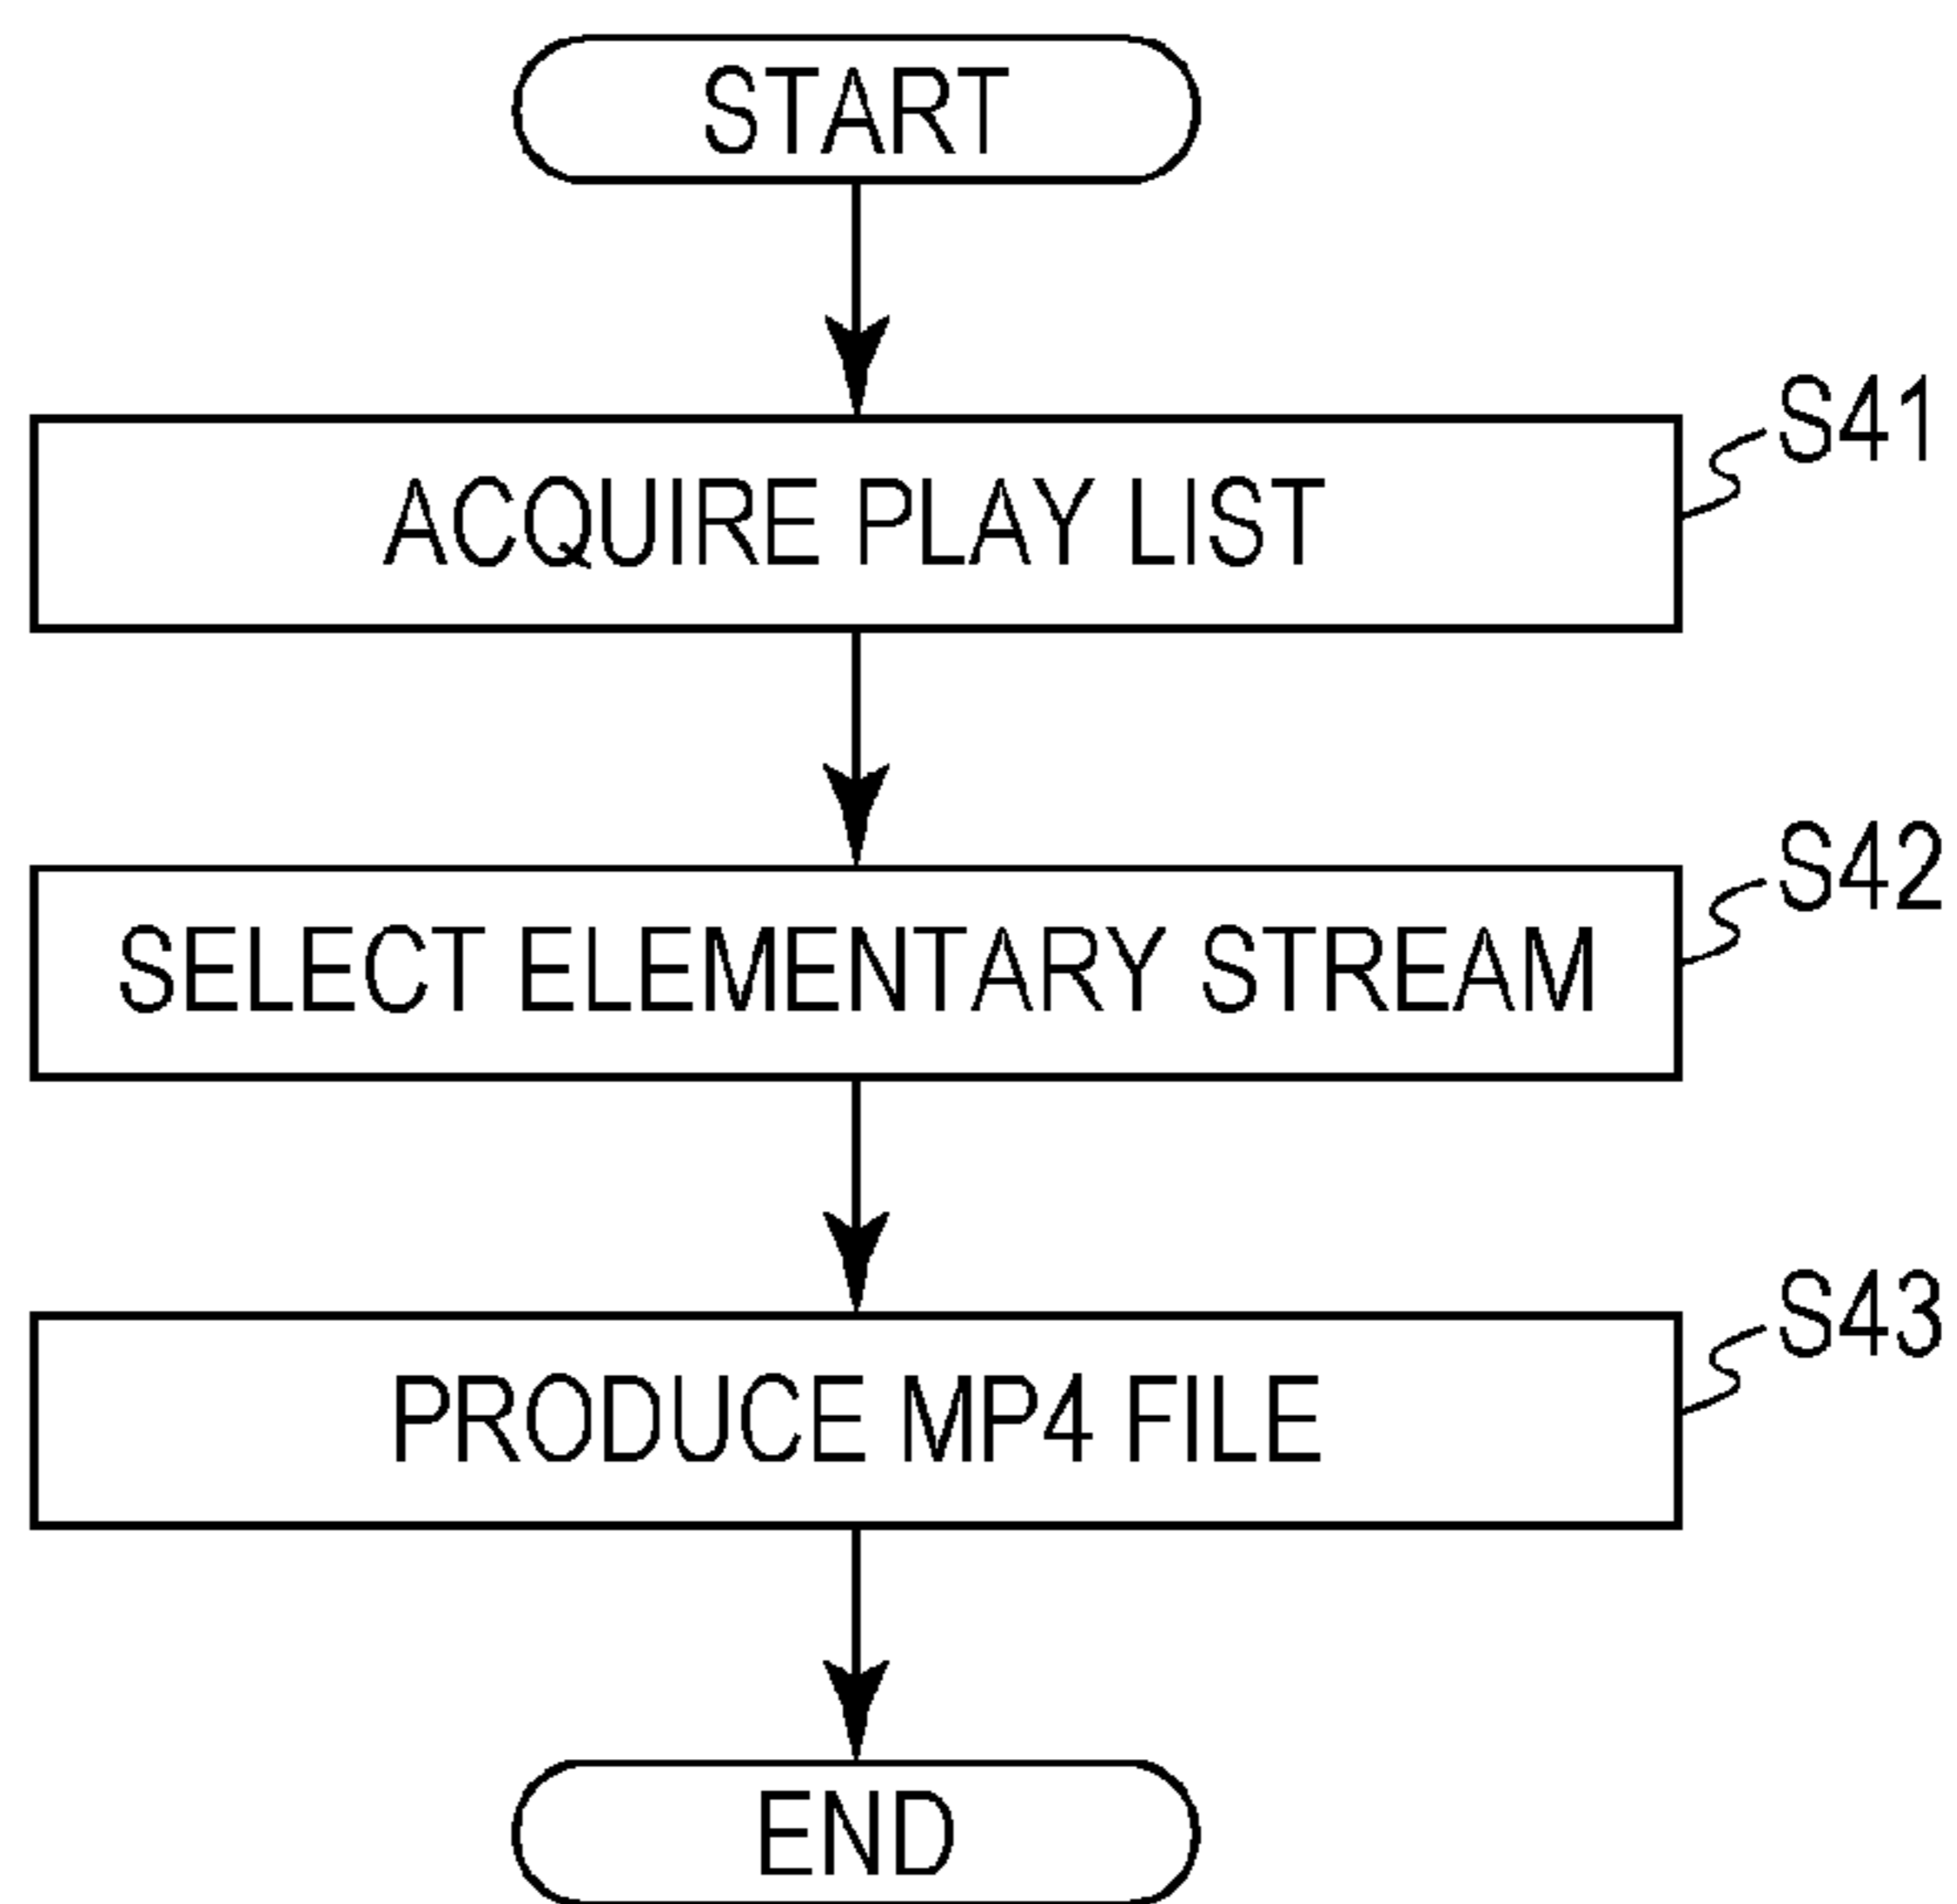 START
ACQUIRE PLAY LIST
S41
SELECT ELEMENTARY STREAM
S42
PRODUCE MP4 FILE
S43
END